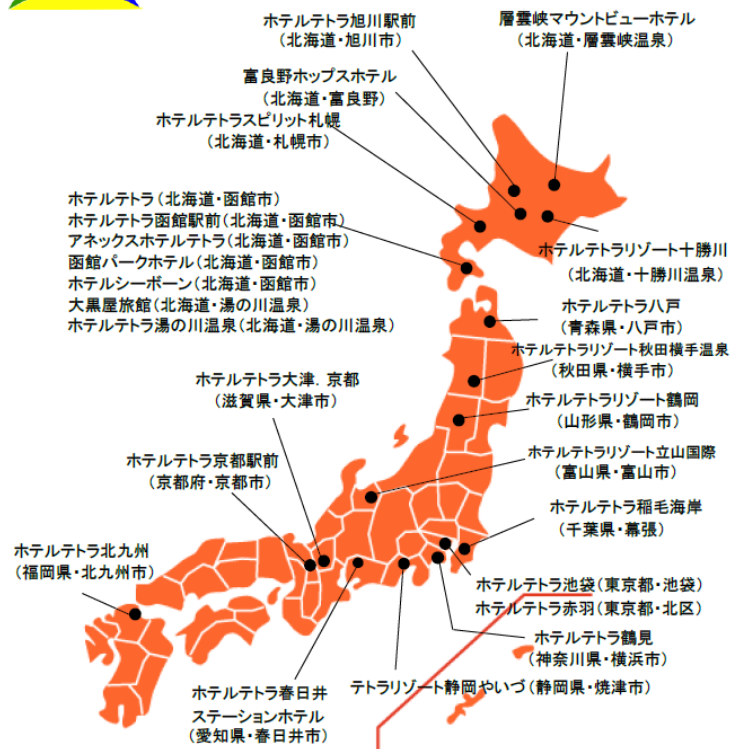 ホテルテトラ旭川駅前
(北海道・旭川市)
層雲峡マウントビューホテル
(北海道・層雲峡温泉)
富良野ホップスホテル
(北海道・富良野)
ホテルテトラスピリット札幌
(北海道・札幌市)
ホテルテトラ(北海道・函館市)
ホテルテトラ函館駅前(北海道・函館市)
アネックスホテルテトラ(北海道・函館市)
函館パークホテル(北海道・函館市)
ホテルシーボーン(北海道・函館市)
大黒屋旅館(北海道・湯の川温泉)
ホテルテトラ湯の川温泉(北海道・湯の川温泉)
ホテルテトラリゾート十勝川
(北海道・十勝川温泉)
ホテルテトラ八戸
(青森県・八戸市)
ホテルテトラリゾート秋田横手温泉
(秋田県・横手市)
ホテルテトラ大津．京都
(滋賀県・大津市)
ホテルテトラリゾート鶴岡
(山形県・鶴岡市)
ホテルテトラリゾート立山国際
(富山県・富山市)
ホテルテトラ京都駅前
(京都府・京都市)
ホテルテトラ稲毛海岸
(千葉県・幕張)
ホテルテトラ北九州
(福岡県・北九州市)
ホテルテトラ池袋(東京都・池袋)
ホテルテトラ赤羽(東京都・北区)
ホテルテトラ鶴見
(神奈川県・横浜市)
テトラリゾート静岡やいづ(静岡県・焼津市)
ホテルテトラ春日井
ステーションホテル
(愛知県・春日井市)